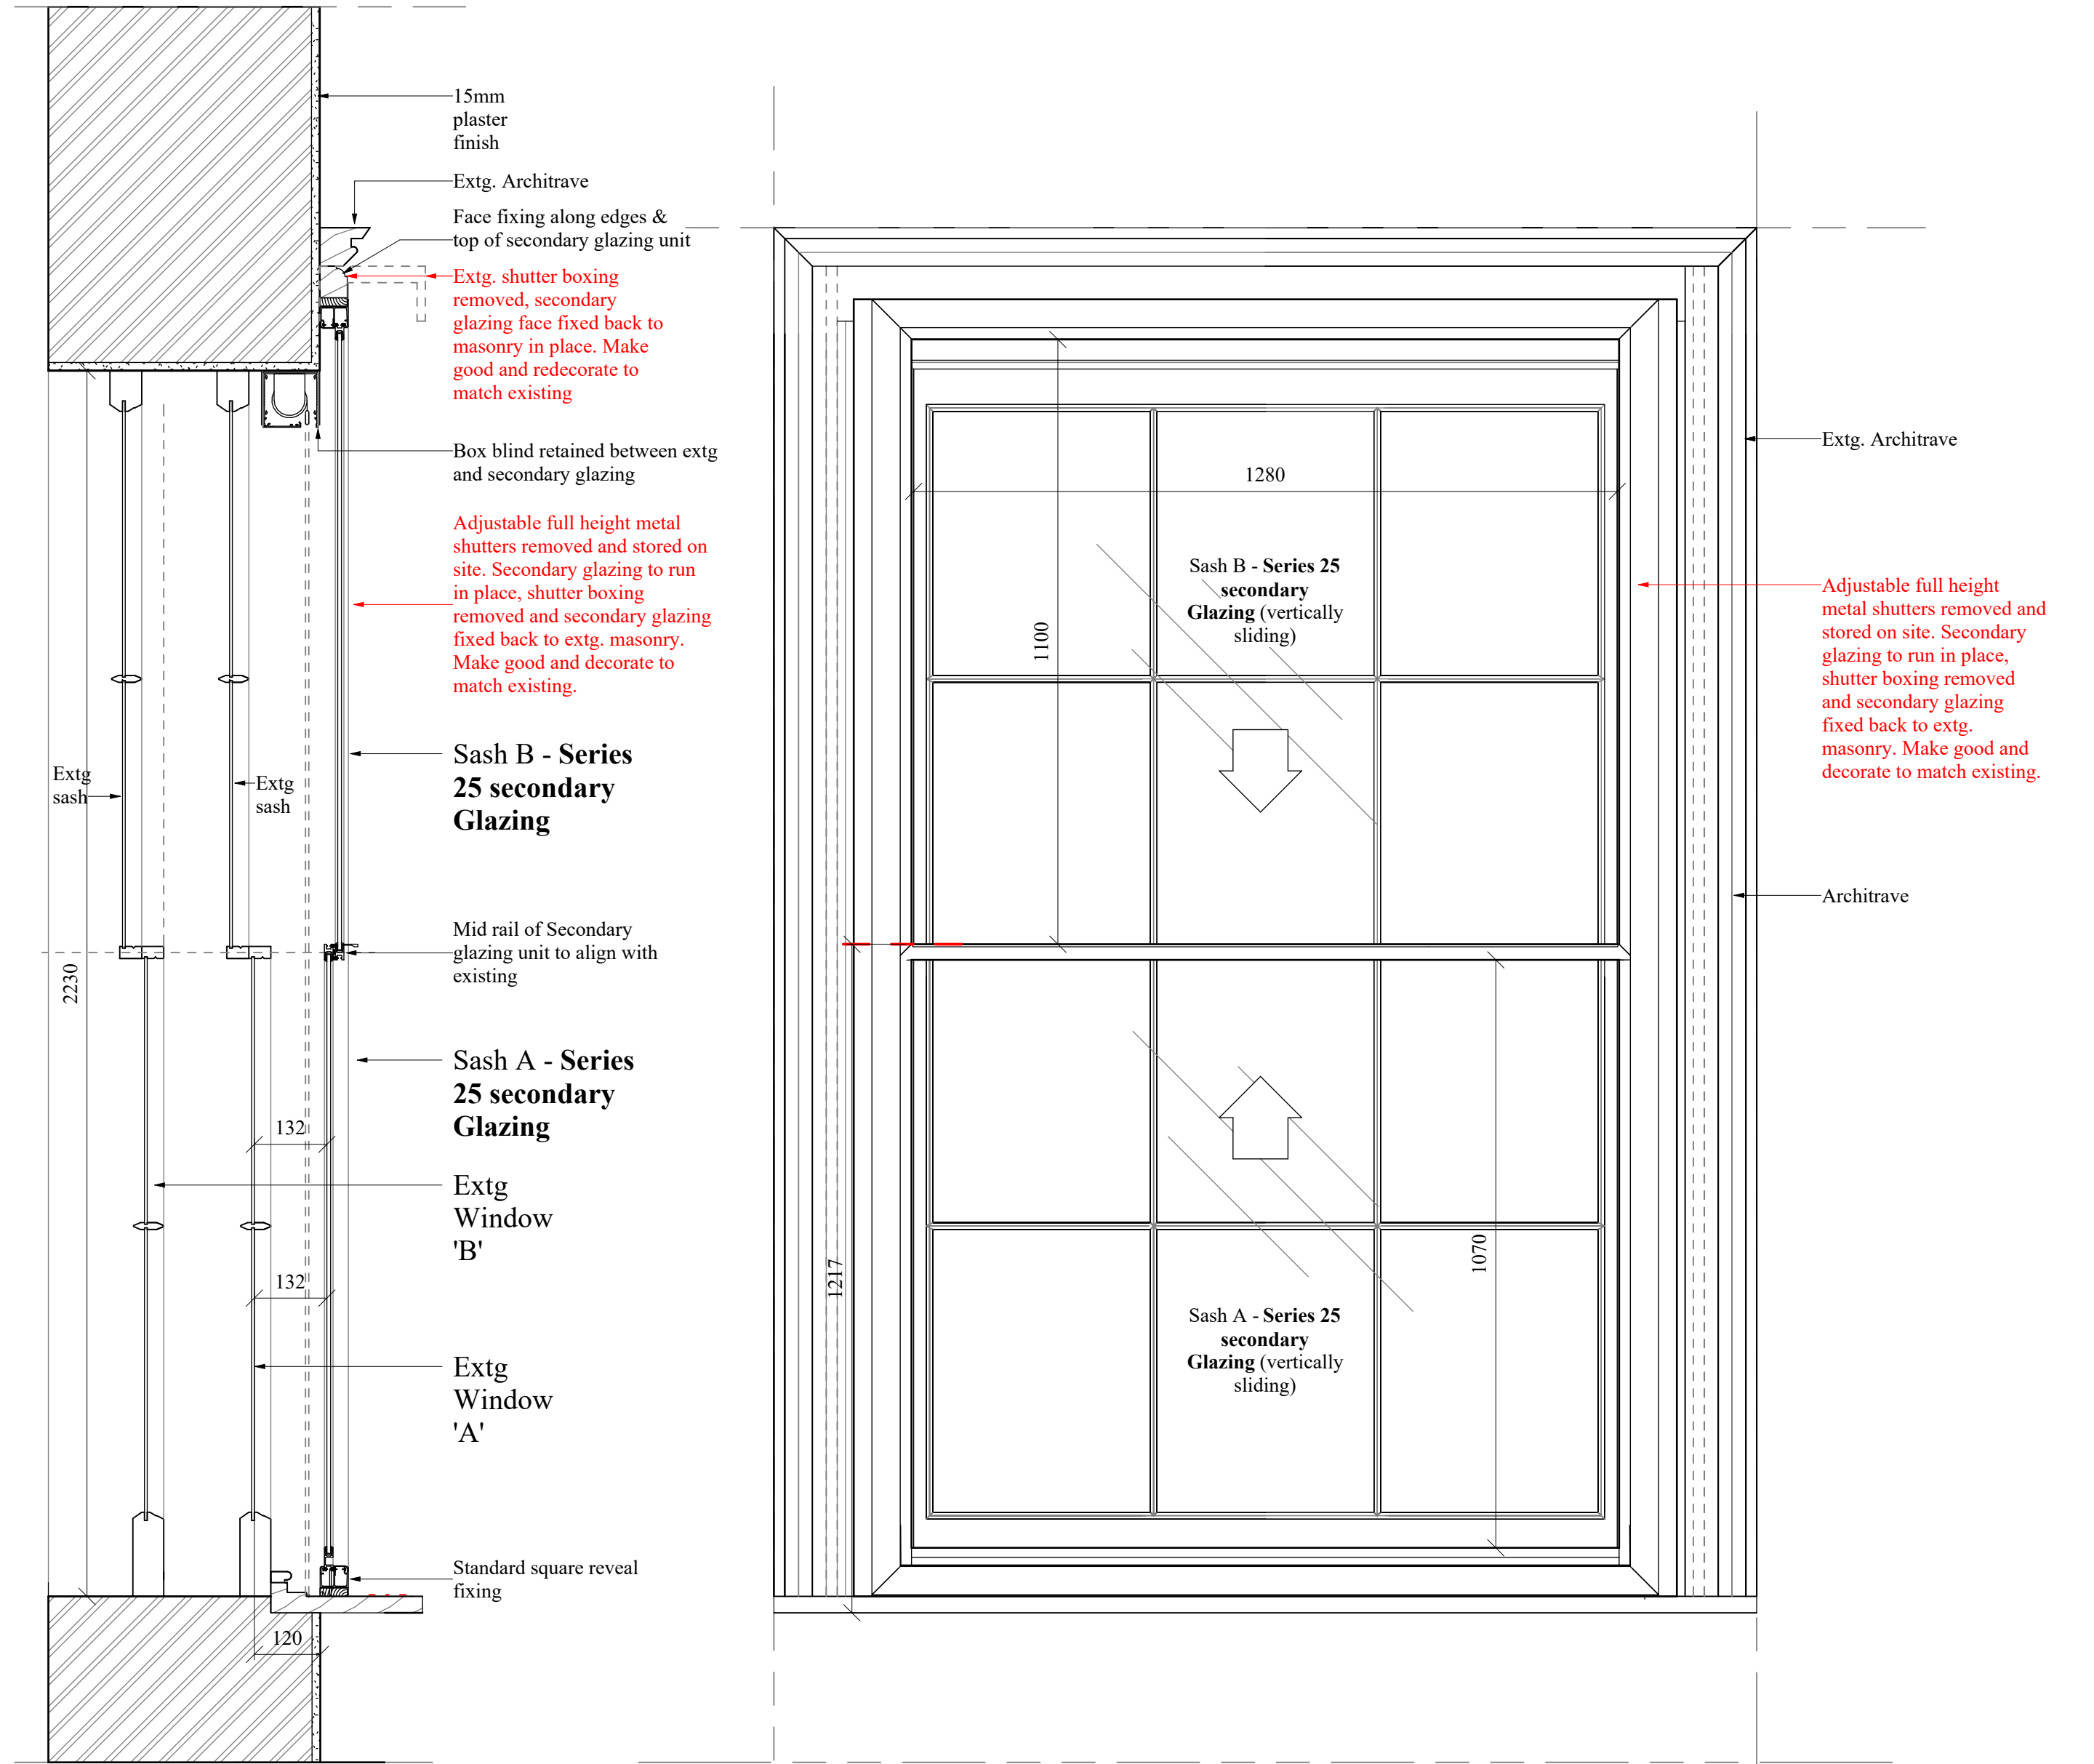 15mm
plaster
finish
Extg. Architrave
Face fixing along edges &
top of secondary glazing unit
Extg. shutter boxing
removed, secondary
glazing face fixed back to
masonry in place. Make
good and redecorate to
match existing
Box blind retained between extg
and secondary glazing
Adjustable full height metal
shutters removed and stored on
site. Secondary glazing to run
in place, shutter boxing
removed and secondary glazing
fixed back to extg. masonry.
Make good and decorate to
match existing.
Sash B - Series
25 secondary
Glazing
Extg
sash
Extg
sash
Mid rail of Secondary
glazing unit to align with
existing
2230
Sash A - Series
25 secondary
Glazing
132
Extg
Window
'B'
132
Extg
Window
'A'
Standard square reveal
fixing
120
1280
Sash B - Series 25
secondary
Glazing (vertically
sliding)
1100
1070
1217
Sash A - Series 25
secondary
Glazing (vertically
sliding)
Extg. Architrave
Adjustable full height
metal shutters removed and
stored on site. Secondary
glazing to run in place,
shutter boxing removed
and secondary glazing
fixed back to extg.
masonry. Make good and
decorate to match existing.
Architrave